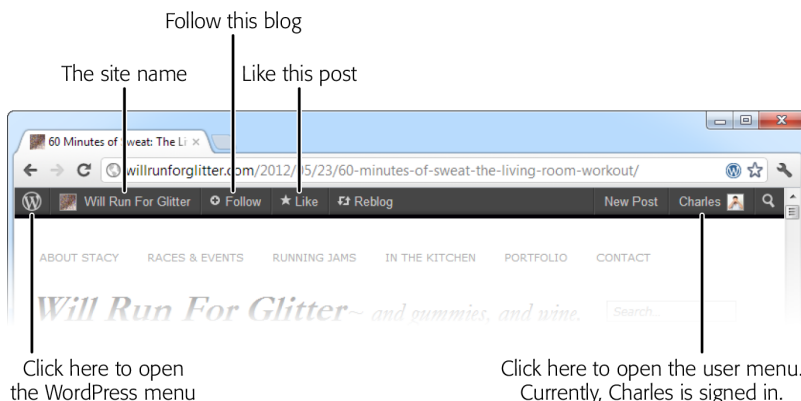 Follow this blog
The site name
Like this post
60 Minutes of Sweat: The Li
willrunforglitter.com/2012/05/23/60-minutes-of-sweat-the-living-room-workout/
Will Run For Glitter Follow Like Reblog New Post Charles
ABOUT STACY RACES & EVENTS RUNNING JAMS IN THE KITCHEN PORTFOLIO CONTACT
Will Run For Glitter~ and gummies, and wine. Search...
Click here to open
the WordPress menu
Click here to open the user menu.
Currently, Charles is signed in.